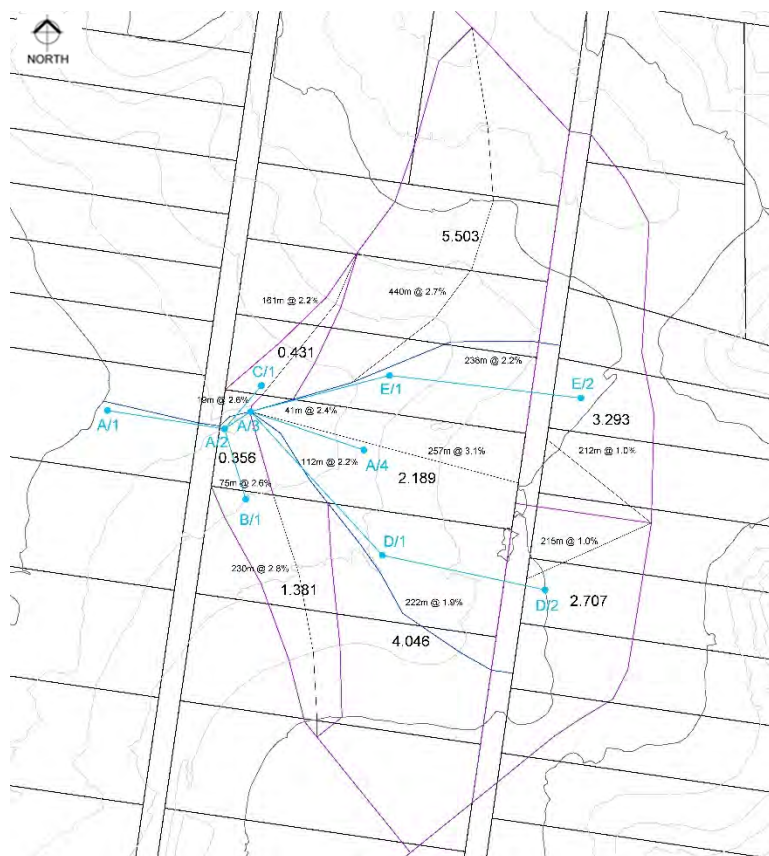 NORTH
5.503
440m @ 2.7%
161m @ 2.2%
0.431
238m @ 2.2%
C/1
E/1
E/2
19m @ 2.6%
A/1
A/3
41m @ 2.4%
3.293
A/2
0.356
112m @ 2.2%
A/4
257m @ 3.1%
212m @ 1.0%
2.189
75m @ 2.6%
B/1
215m @ 1.0%
D/1
230m @ 2.8%
1.381
222m @ 1.9%
D/2
2.707
4.046